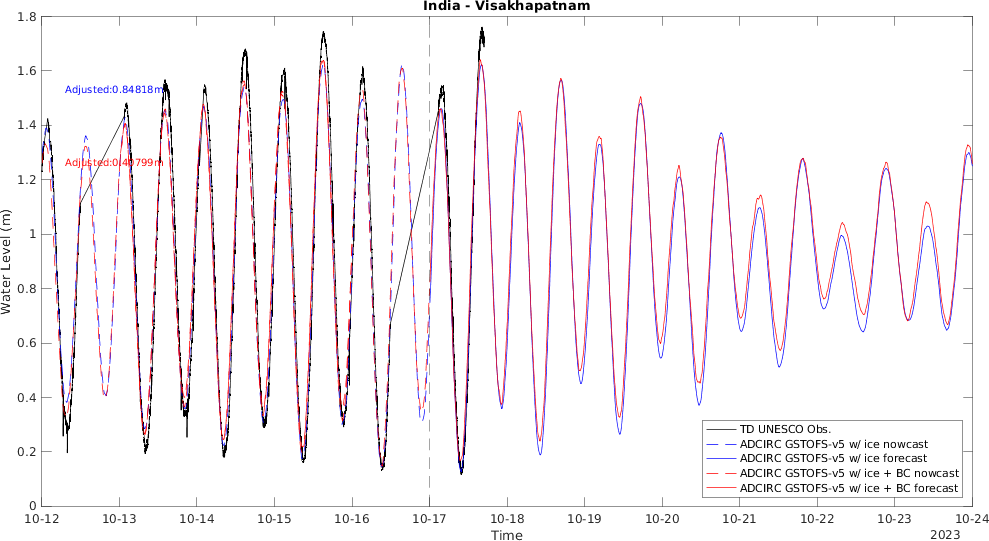 India - Visakhapatnam
Water Level (m)
1.8
1.6
1.4
1.2
1
0.8
0.6
0.4
0.2
0
Adjusted:0.84818m
Adjusted:0.40799m
TD UNESCO Obs.
ADCIRC GSTOFS-v5 w/ ice nowcast
ADCIRC GSTOFS-v5 w/ ice forecast
ADCIRC GSTOFS-v5 w/ ice + BC nowcast
ADCIRC GSTOFS-v5 w/ ice + BC forecast
10-12 10-13 10-14 10-15 10-16 10-17 10-18 10-19 10-20 10-21 10-22 10-23 10-24
Time
2023